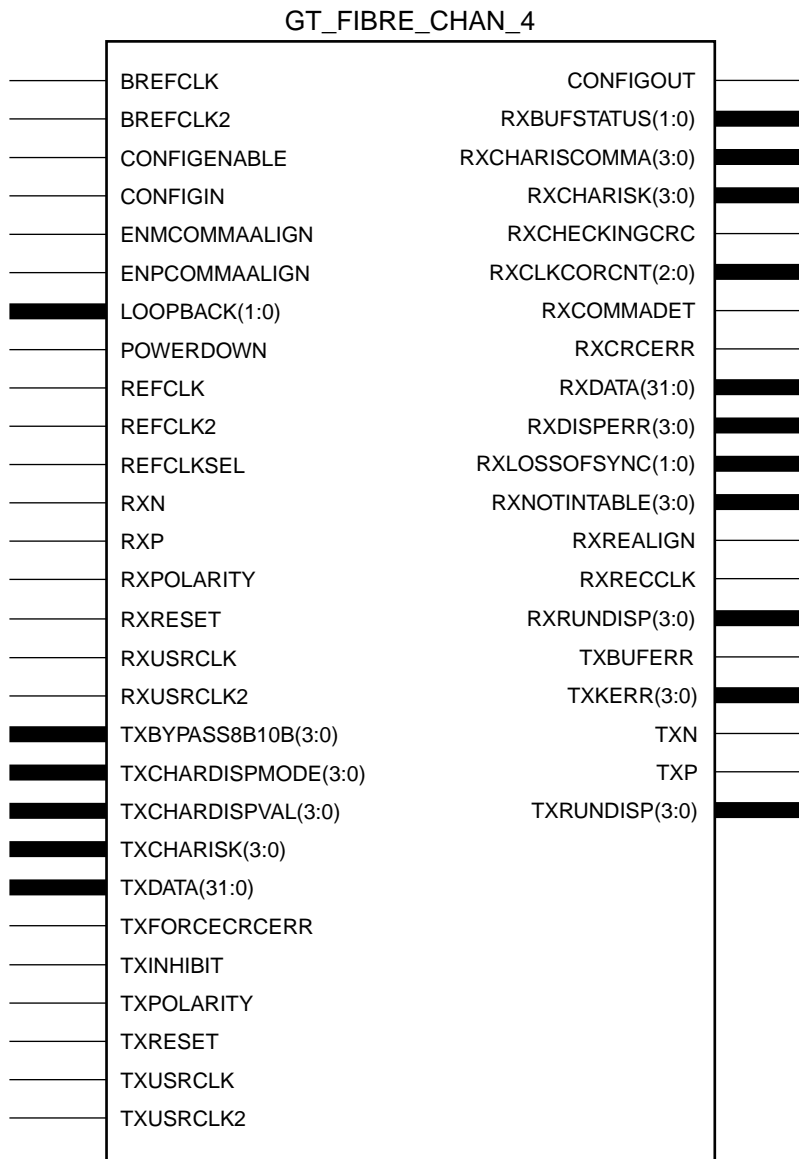 GT_FIBRE_CHAN_4
BREFCLK
BREFCLK2
CONFIGENABLE
CONFIGIN
ENMCOMMAALIGN
ENPCOMMAALIGN
LOOPBACK(1:0)
POWERDOWN
REFCLK
REFCLK2
REFCLKSEL
RXN
RXP
RXPOLARITY
RXRESET
RXUSRCLK
RXUSRCLK2
TXBYPASS8B10B(3:0)
TXCHARDISPMODE(3:0)
TXCHARDISPVAL(3:0)
TXCHARISK(3:0)
TXDATA(31:0)
TXFORCECRCERR
TXINHIBIT
TXPOLARITY
TXRESET
TXUSRCLK
TXUSRCLK2
CONFIGOUT
RXBUFSTATUS(1:0)
RXCHARISCOMMA(3:0)
RXCHARISK(3:0)
RXCHECKINGCRC
RXCLKCORCNT(2:0)
RXCOMMADET
RXCRCERR
RXDATA(31:0)
RXDISPERR(3:0)
RXLOSSOFSYNC(1:0)
RXNOTINTABLE(3:0)
RXREALIGN
RXRECCLK
RXRUNDISP(3:0)
TXBUFERR
TXKERR(3:0)
TXN
TXP
TXRUNDISP(3:0)